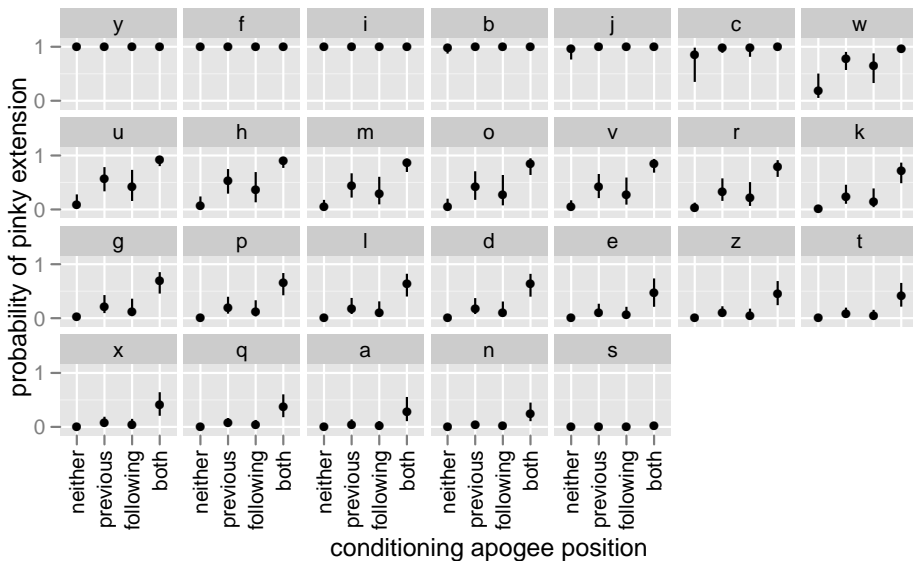 y f i b j c w
1
0
u h m o v r k
1
0
g p l d e z t
1
0
x q a n s
1
0
neither previous following both neither previous following both neither previous following both neither previous following both neither previous following both
conditioning apogee position
probability of pinky extension